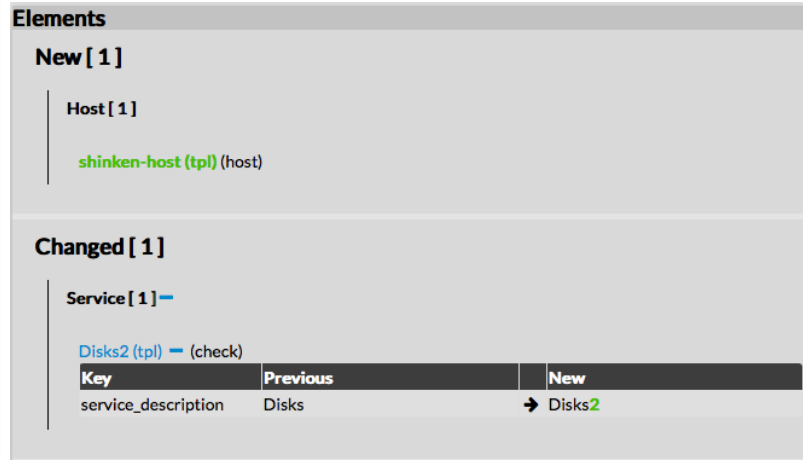 Elements
New [ 1 ]
Host [ 1 ]
shinken-host (tpl) (host)
Changed [ 1 ]
Service [ 1 ]
Disks2 (tpl) (check)
Key Previous New
service_description Disks → Disks2